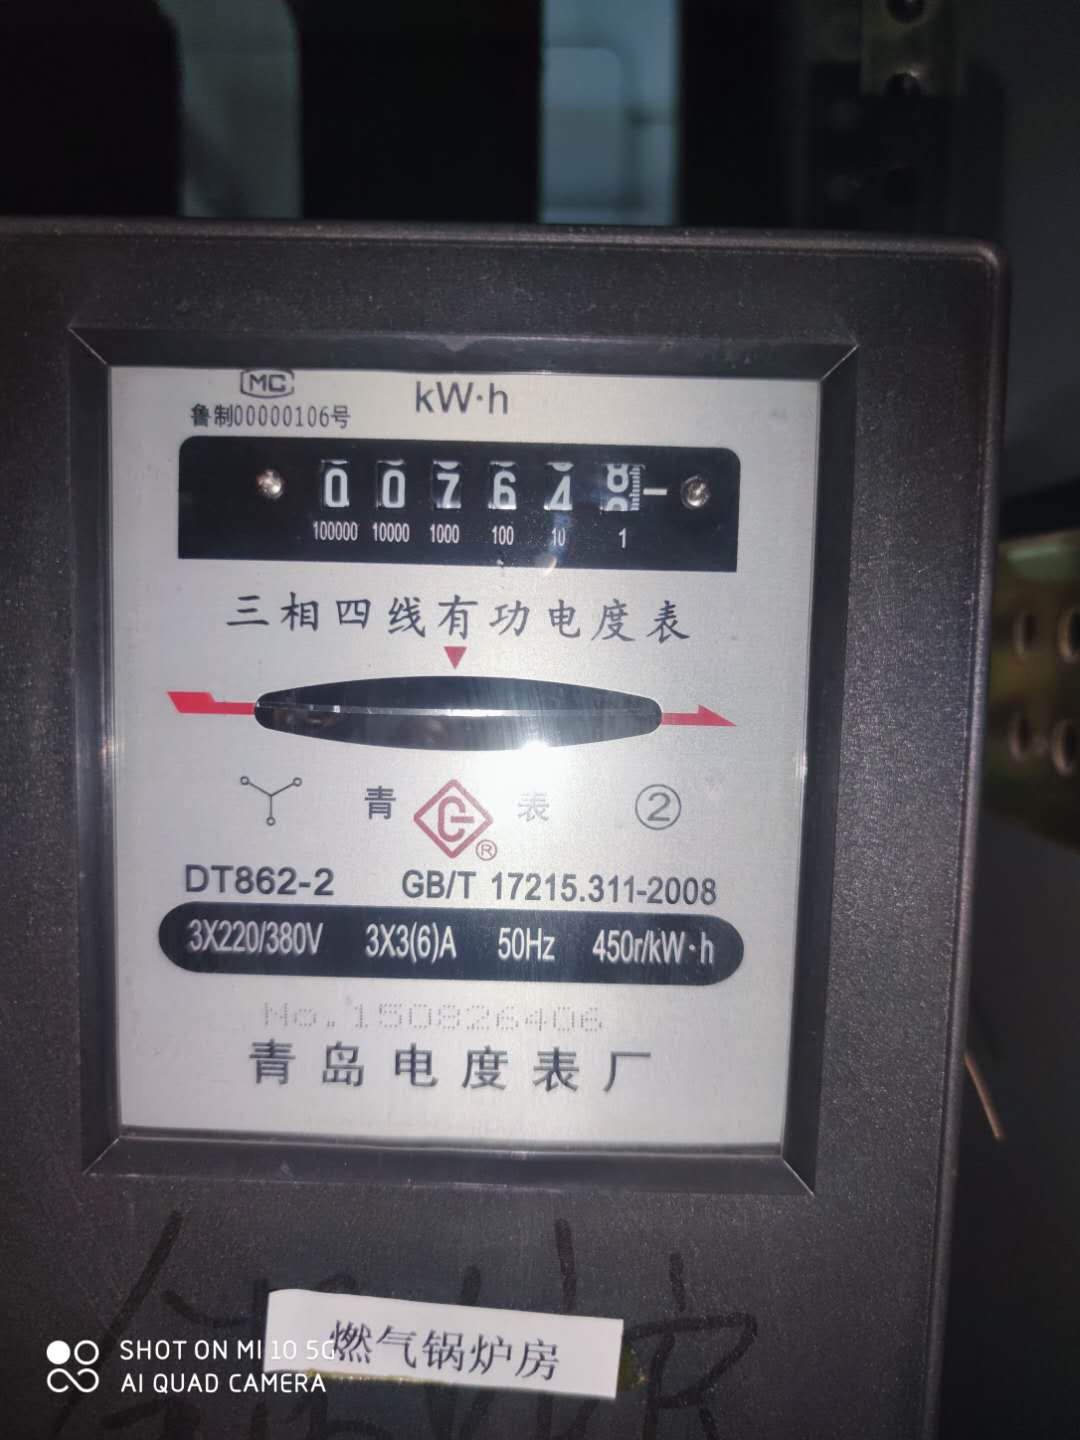 MC
鲁制00000106号
kW·h
0 0 7 6 4 8
100000 10000 1000 100 10 1
三相四线有功电度表
青 G 表 ②
®
DT862-2 GB/T 17215.311-2008
3X220/380V 3X3(6)A 50Hz 450r/kW·h
No.150826406
青岛电度表厂
燃气锅炉房
SHOT ON MI 10 5G
AI QUAD CAMERA